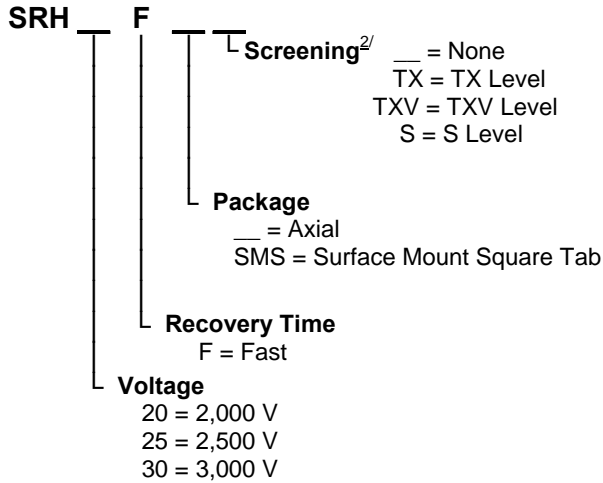 SRH __ F __ __
Screening2/ __ = None
TX = TX Level
TXV = TXV Level
S = S Level
Package
__ = Axial
SMS = Surface Mount Square Tab
Recovery Time
F = Fast
Voltage
20 = 2,000 V
25 = 2,500 V
30 = 3,000 V